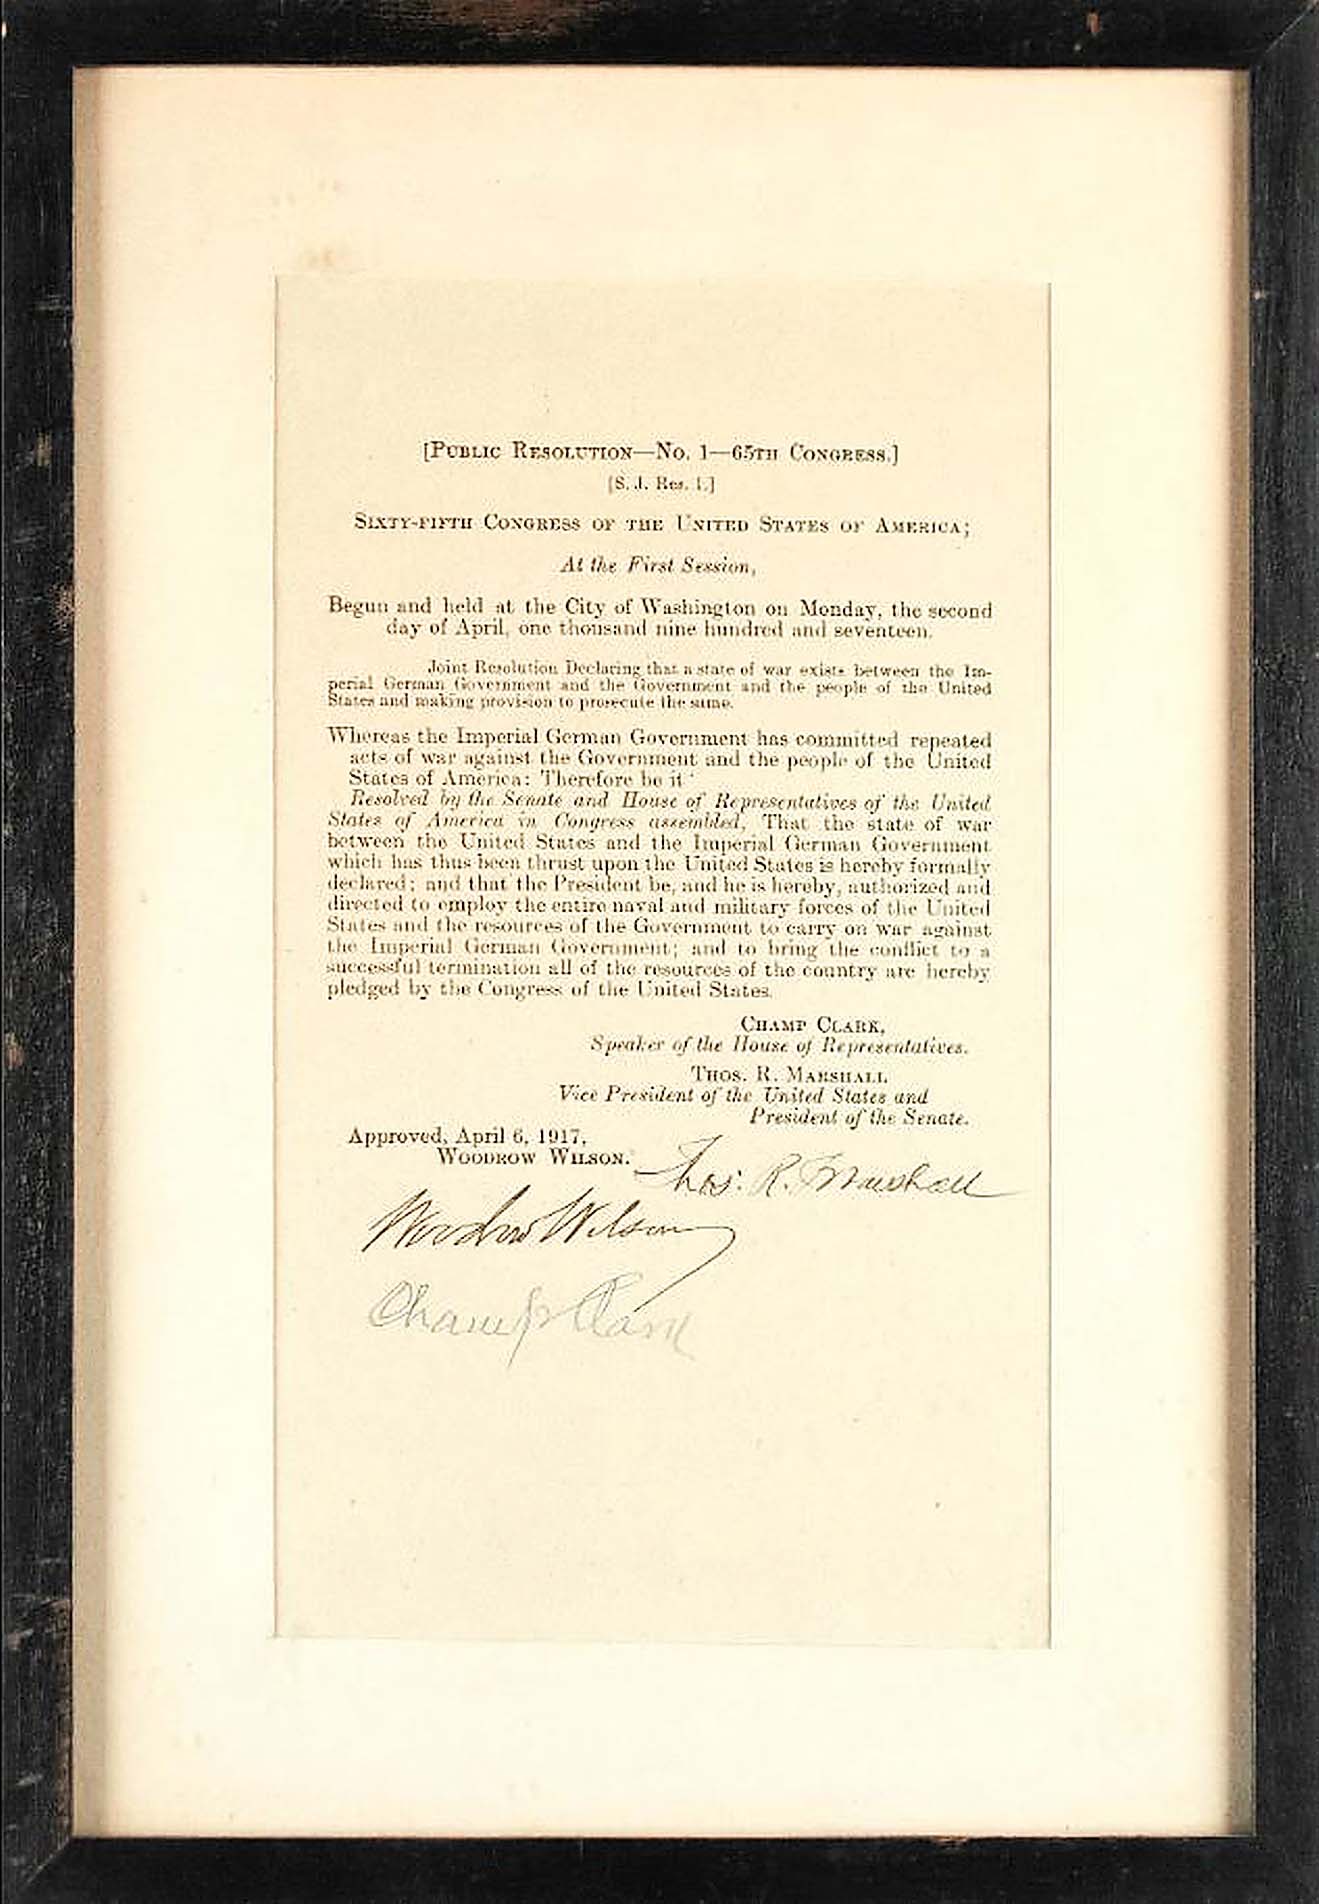 [Public Resolution—No. 1—65th Congress.]
[S. J. Res. 1.]
Sixty-fifth Congress of the United States of America;
At the First Session,
Begun and held at the City of Washington on Monday, the second
day of April, one thousand nine hundred and seventeen.
Joint Resolution Declaring that a state of war exists between the Im-
perial German Government and the Government and the people of the United
States and making provision to prosecute the same.
Whereas the Imperial German Government has committed repeated
acts of war against the Government and the people of the United
States of America: Therefore be it
Resolved by the Senate and House of Representatives of the United
States of America in Congress assembled, That the state of war
between the United States and the Imperial German Government
which has thus been thrust upon the United States is hereby formally
declared; and that the President be, and he is hereby, authorized and
directed to employ the entire naval and military forces of the United
States and the resources of the Government to carry on war against
the Imperial German Government; and to bring the conflict to a
successful termination all of the resources of the country are hereby
pledged by the Congress of the United States.
Champ Clark,
Speaker of the House of Representatives.
Thos. R. Marshall
Vice President of the United States and
President of the Senate.
Approved, April 6, 1917,
Woodrow Wilson.
Thos. R. Marshall
Woodrow Wilson
Champ Clark